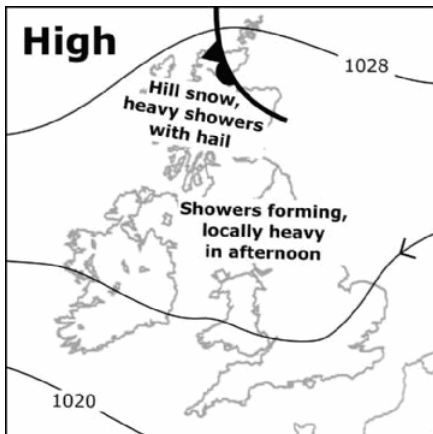 High
1028
Hill snow,
heavy showers
with hail
Showers forming,
locally heavy
in afternoon
1020